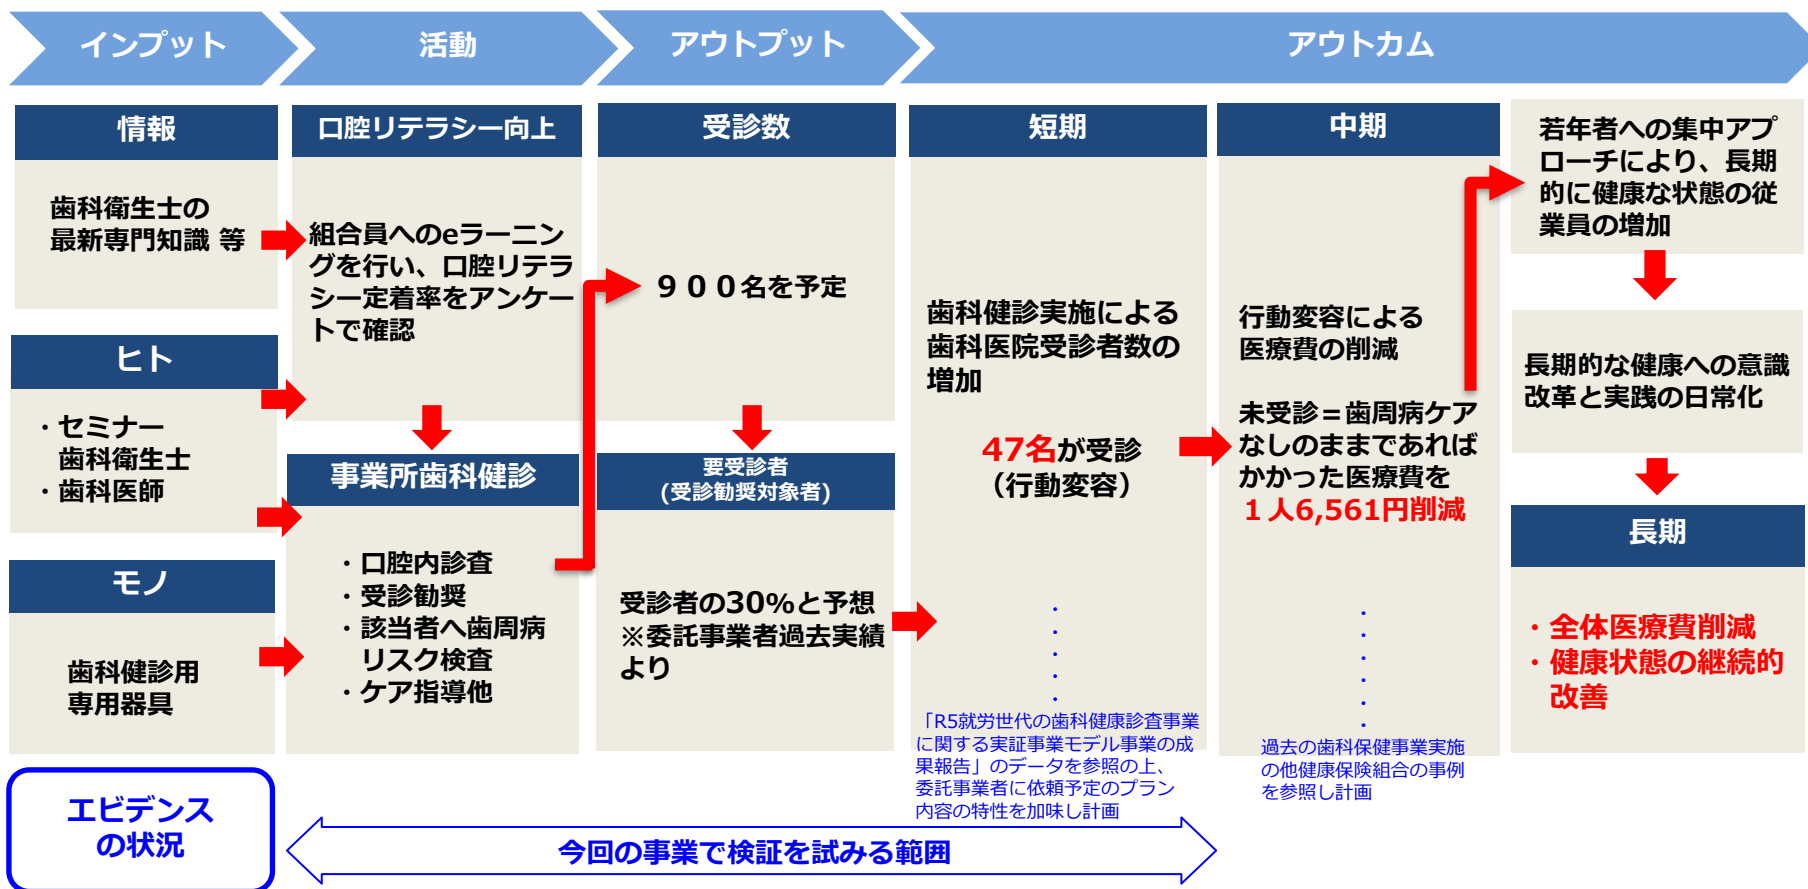 インプット
活動
アウトプット
アウトカム
情報
歯科衛生士の
最新専門知識 等
ヒト
・セミナー
歯科衛生士
・歯科医師
モノ
歯科健診用
専用器具
口腔リテラシー向上
組合員へのeラーニン
グを行い、口腔リテラ
シー定着率をアンケー
トで確認
事業所歯科健診
・口腔内診査
・受診勧奨
・該当者へ歯周病
リスク検査
・ケア指導他
受診数
９００名を予定
要受診者
(受診勧奨対象者)
受診者の30%と予想
※委託事業者過去実績
より
短期
歯科健診実施による
歯科医院受診者数の
増加
47名が受診
（行動変容）
・
・
・
・
・
「R5就労世代の歯科健康診査事業
に関する実証事業モデル事業の成
果報告」のデータを参照の上、
委託事業者に依頼予定のプラン
内容の特性を加味し計画
中期
行動変容による
医療費の削減
未受診＝歯周病ケア
なしのままであれば
かかった医療費を
１人6,561円削減
・
・
・
・
・
・
過去の歯科保健事業実施
の他健康保険組合の事例
を参照し計画
若年者への集中アプ
ローチにより、長期
的に健康な状態の従
業員の増加
長期的な健康への意識
改革と実践の日常化
長期
・全体医療費削減
・健康状態の継続的
改善
エビデンス
の状況
今回の事業で検証を試みる範囲